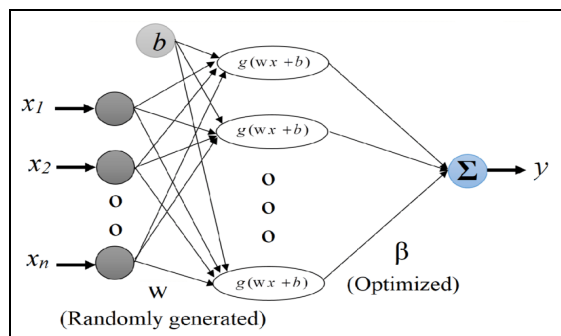 b
g(wx+b)
x1
g(wx+b)
x2
Σ
y
o
o
o
o
o
β
xn
w
g(wx+b)
(Optimized)
(Randomly generated)